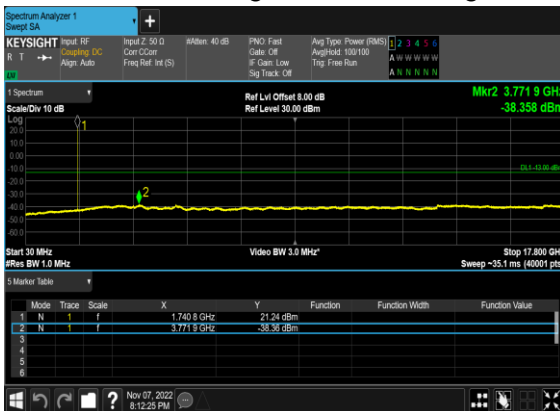 Spectrum Analyzer 1
Swept SA
KEYSIGHT
R T
LV
Input: RF
Coupling: DC
Align: Auto
Input Z: 50 Ω
Corr CCorr
Freq Ref: Int (S)
#Atten: 40 dB
PNO: Fast
Gate: Off
IF Gain: Low
Sig Track: Off
Avg Type: Power (RMS)
Avg|Hold: 100/100
Trig: Free Run
1 2 3 4 5 6
A W W W W W
A N N N N N
1 Spectrum
Scale/Div 10 dB
Ref Lvl Offset 8.00 dB
Ref Level 30.00 dBm
Mkr2 3.771 9 GHz
-38.358 dBm
Log
20.0
10.0
0.00
-10.0
-20.0
-30.0
-40.0
-50.0
-60.0
1
2
DL1 -13.00 dBm
Start 30 MHz
#Res BW 1.0 MHz
Video BW 3.0 MHz*
Stop 17.800 GH
Sweep ~35.1 ms (40001 pts
5 Marker Table
Mode Trace Scale X Y Function Function Width Function Value
1 N 1 f 1.740 8 GHz 21.24 dBm
2 N 1 f 3.771 9 GHz -38.36 dBm
3
4
5
6
?
Nov 07, 2022
8:12:25 PM